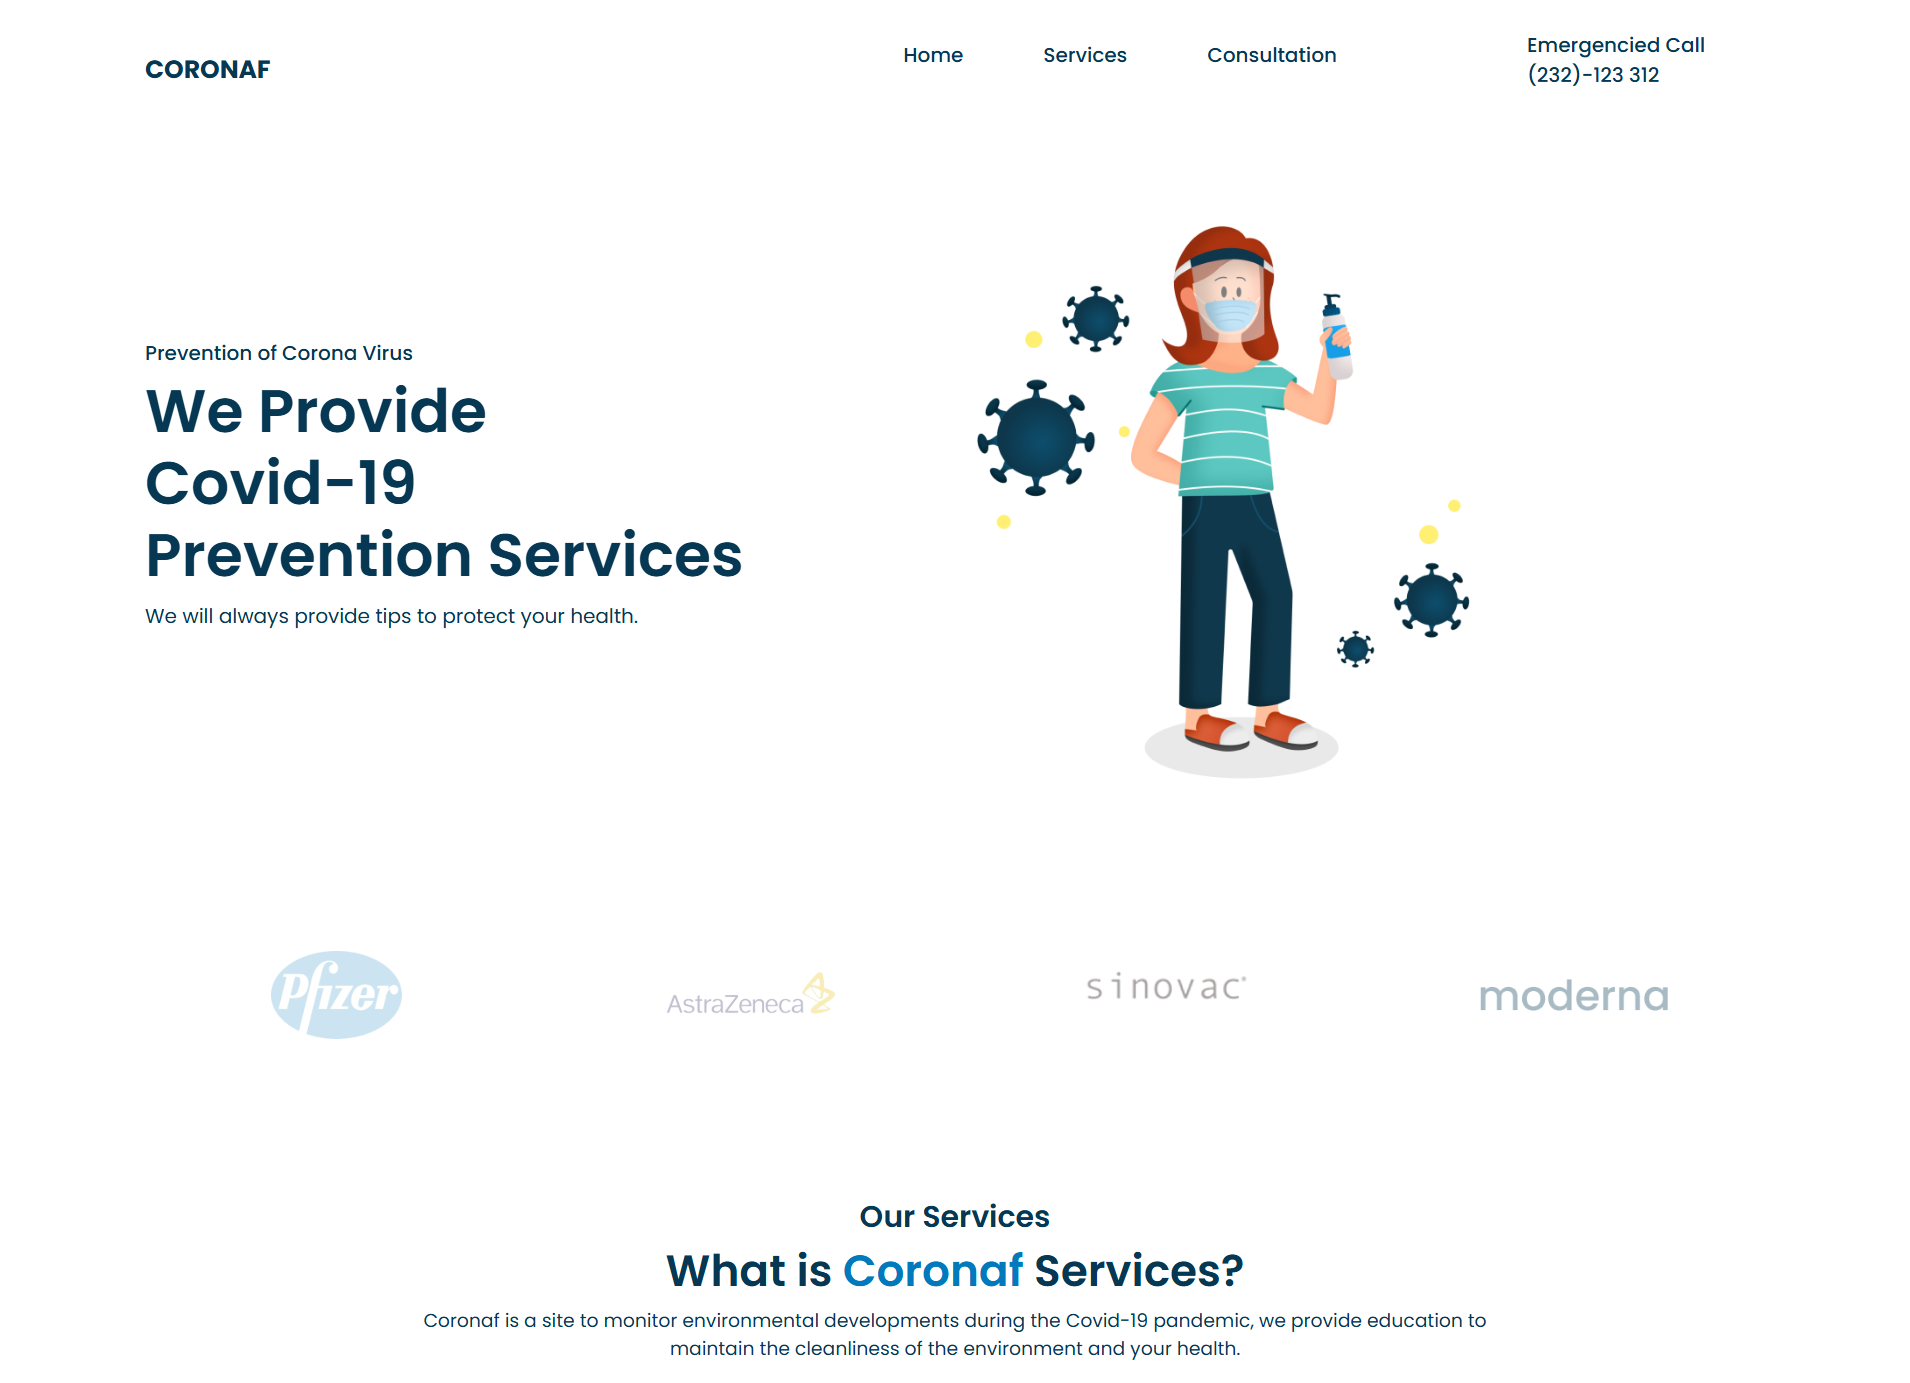 CORONAF
Home
Services
Consultation
Emergencied Call
(232)-123 312
Prevention of Corona Virus
We Provide
Covid-19
Prevention Services
We will always provide tips to protect your health.
Pfizer
AstraZeneca
sinovac®
moderna
Our Services
What is Coronaf Services?
Coronaf is a site to monitor environmental developments during the Covid-19 pandemic, we provide education to
maintain the cleanliness of the environment and your health.